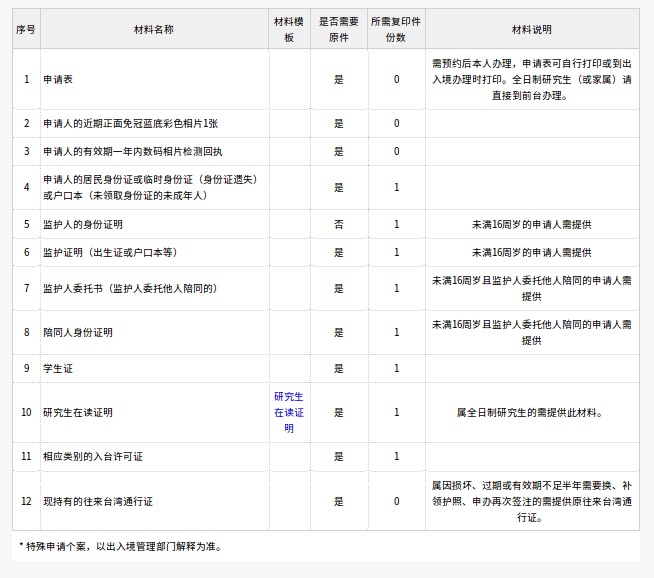 序号 材料名称 材料模板 是否需要原件 所需复印件份数 材料说明
1 申请表 是 0 需预约后本人办理，申请表可自行打印或到出
入境办理时打印。全日制研究生（或家属）请
直接到前台办理。
2 申请人的近期正面免冠蓝底彩色相片1张 是 0
3 申请人的有效期一年内数码相片检测回执 是 0
4 申请人的居民身份证或临时身份证（身份证遗失）
或户口本（未领取身份证的未成年人） 是 1
5 监护人的身份证明 否 1 未满16周岁的申请人需提供
6 监护证明（出生证或户口本等） 是 1 未满16周岁的申请人需提供
7 监护人委托书（监护人委托他人陪同的） 是 1 未满16周岁且监护人委托他人陪同的申请人需
提供
8 陪同人身份证明 是 1 未满16周岁且监护人委托他人陪同的申请人需
提供
9 学生证 是 1
10 研究生在读证明 研究生
在读证
明 是 1 属全日制研究生的需提供此材料。
11 相应类别的入台许可证 是 1
12 现持有的往来台湾通行证 是 0 属因损坏、过期或有效期不足半年需要换、补
领护照、申办再次签注的需提供原往来台湾通
行证。
* 特殊申请个案，以出入境管理部门解释为准。